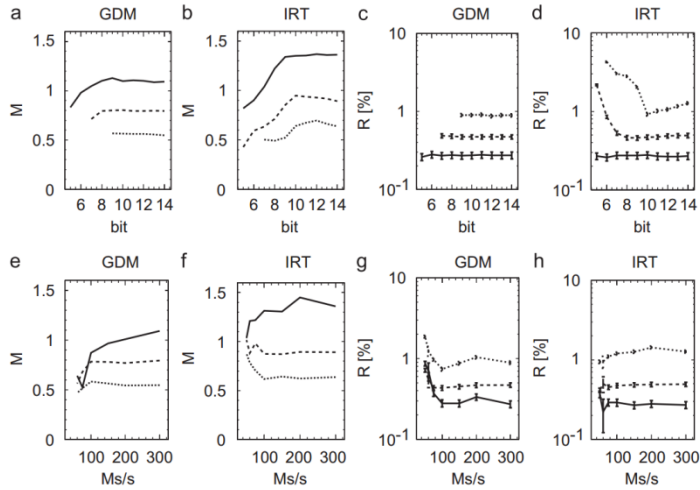 a GDM b IRT c GDM d IRT
1.5 1.5 10 10
1 1 1 1
M M R [%] R [%]
0.5 0.5
0 0 10-1 10-1
6 8 10 12 14 6 8 10 12 14 6 8 10 12 14 6 8 10 12 14
bit bit bit bit
e GDM f IRT g GDM h IRT
1.5 1.5 10 10
1 1 1 1
M M R [%] R [%]
0.5 0.5
0 0 10-1 10-1
100 200 300 100 200 300 100 200 300 100 200 300
Ms/s Ms/s Ms/s Ms/s